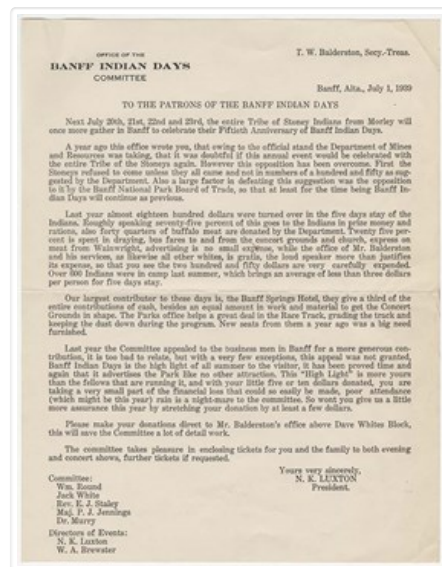 OFFICE OF THE
BANFF INDIAN DAYS
COMMITTEE
T. W. Balderston, Secy.-Treas.
Banff, Alta., July 1, 1939
TO THE PATRONS OF THE BANFF INDIAN DAYS
Next July 20th, 21st, 22nd and 23rd, the entire Tribe of Stoney Indians from Morley will
once more gather in Banff to celebrate their Fiftieth Anniversary of Banff Indian Days.
A year ago this office wrote you, that owing to the official stand the Department of Mines
and Resources was taking, that it was doubtful if this annual event would be celebrated with
the entire Tribe of the Stoneys again. However this opposition has been overcome. First the
Stoneys refused to come unless they all came and not in numbers of a hundred and fifty as sug-
gested by the Department. Also a large factor in defeating this suggestion was the opposition
to it by the Banff National Park Board of Trade, so that at least for the time being Banff In-
dian Days will continue as previous.
Last year almost eighteen hundred dollars were turned over in the five days stay of the
Indians. Roughly speaking seventy-five percent of this goes to the Indians in prize money and
rations, also forty quarters of buffalo meat are donated by the Department. Twenty five per-
cent is spent in draying, bus fares to and from the concert grounds and church, express on
meat from Wainwright, advertising is no small expense, while the office of Mr. Balderston
and his services, as likewise all other whites, is gratis, the loud speaker more than justifies
its expense, so that you see the two hundred and fifty dollars are very carefully expended.
Over 600 Indians were in camp last summer, which brings an average of less than three dollars
per person for five days stay.
Our largest contributor to these days is, the Banff Springs Hotel, they give a third of the
entire contributions of cash, besides an equal amount in work and material to get the Concert
Grounds in shape. The Parks office helps a great deal in the Race Track, grading the track and
keeping the dust down during the program. New seats from them a year ago was a big need
furnished.
Last year the Committee appealed to the business men in Banff for a more generous con-
tribution, it is too bad to relate, but with a very few exceptions, this appeal was not granted,
Banff Indian Days is the high light of all summer to the visitor, it has been proved time and
again that it advertises the Park like no other attraction. This "High Light" is more yours
than the fellows that are running it, and with your little five or ten dollars donated, you are
taking a very small part of the financial loss that could so easily be made, poor attendance
(which might be this year) rain is a night-mare to the committee. So wont you give us a little
more assurance this year by stretching your donation by at least a few dollars.
Please make your donations direct to Mr. Balderston's office above Dave Whites Block,
this will save the Committee a lot of detail work.
The committee takes pleasure in enclosing tickets for you and the family to both evening
and concert shows, further tickets if requested.
Yours very sincerely,
N. K. LUXTON
President.
Committee:
Wm. Round
Jack White
Rev. E. J. Staley
Maj. P. J. Jennings
Dr. Murry
Directors of Events:
N. K. Luxton
W. A. Brewster